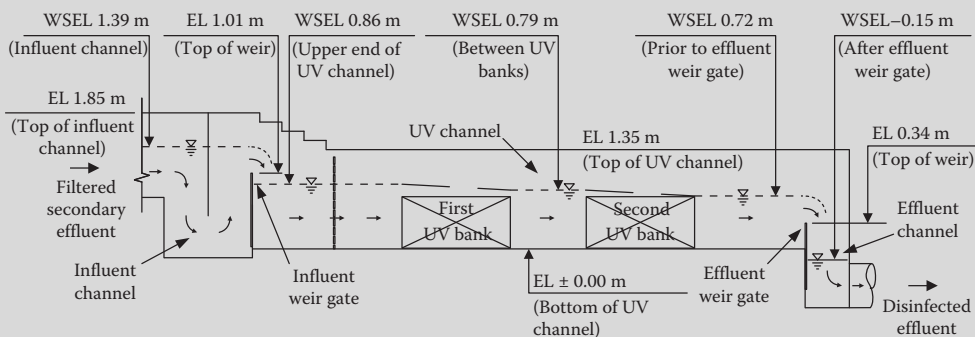 WSEL 1.39 m
(Influent channel)
EL 1.01 m
(Top of weir)
WSEL 0.86 m
(Upper end of
UV channel)
WSEL 0.79 m
(Between UV
banks)
WSEL 0.72 m
(Prior to effluent
weir gate)
WSEL–0.15 m
(After effluent
weir gate)
EL 1.85 m
(Top of influent
channel)
UV channel
EL 1.35 m
(Top of UV channel)
EL 0.34 m
(Top of weir)
Filtered
secondary
effluent
First
UV bank
Second
UV bank
Effluent
channel
Influent
channel
Influent
weir gate
EL ± 0.00 m
(Bottom of UV
channel)
Effluent
weir gate
Disinfected
effluent